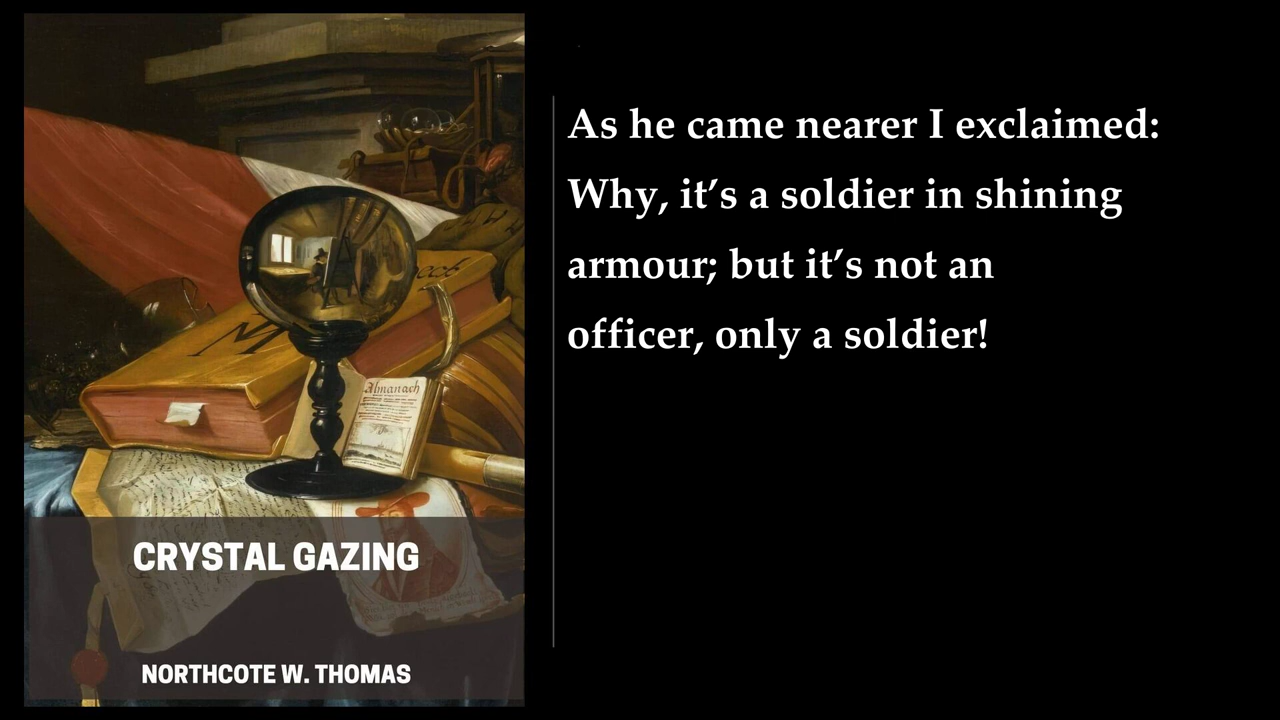 As he came nearer I exclaimed:
Why, it’s a soldier in shining
armour; but it’s not an
officer, only a soldier!
M
Almanach
CRYSTAL GAZING
NORTHCOTE W. THOMAS